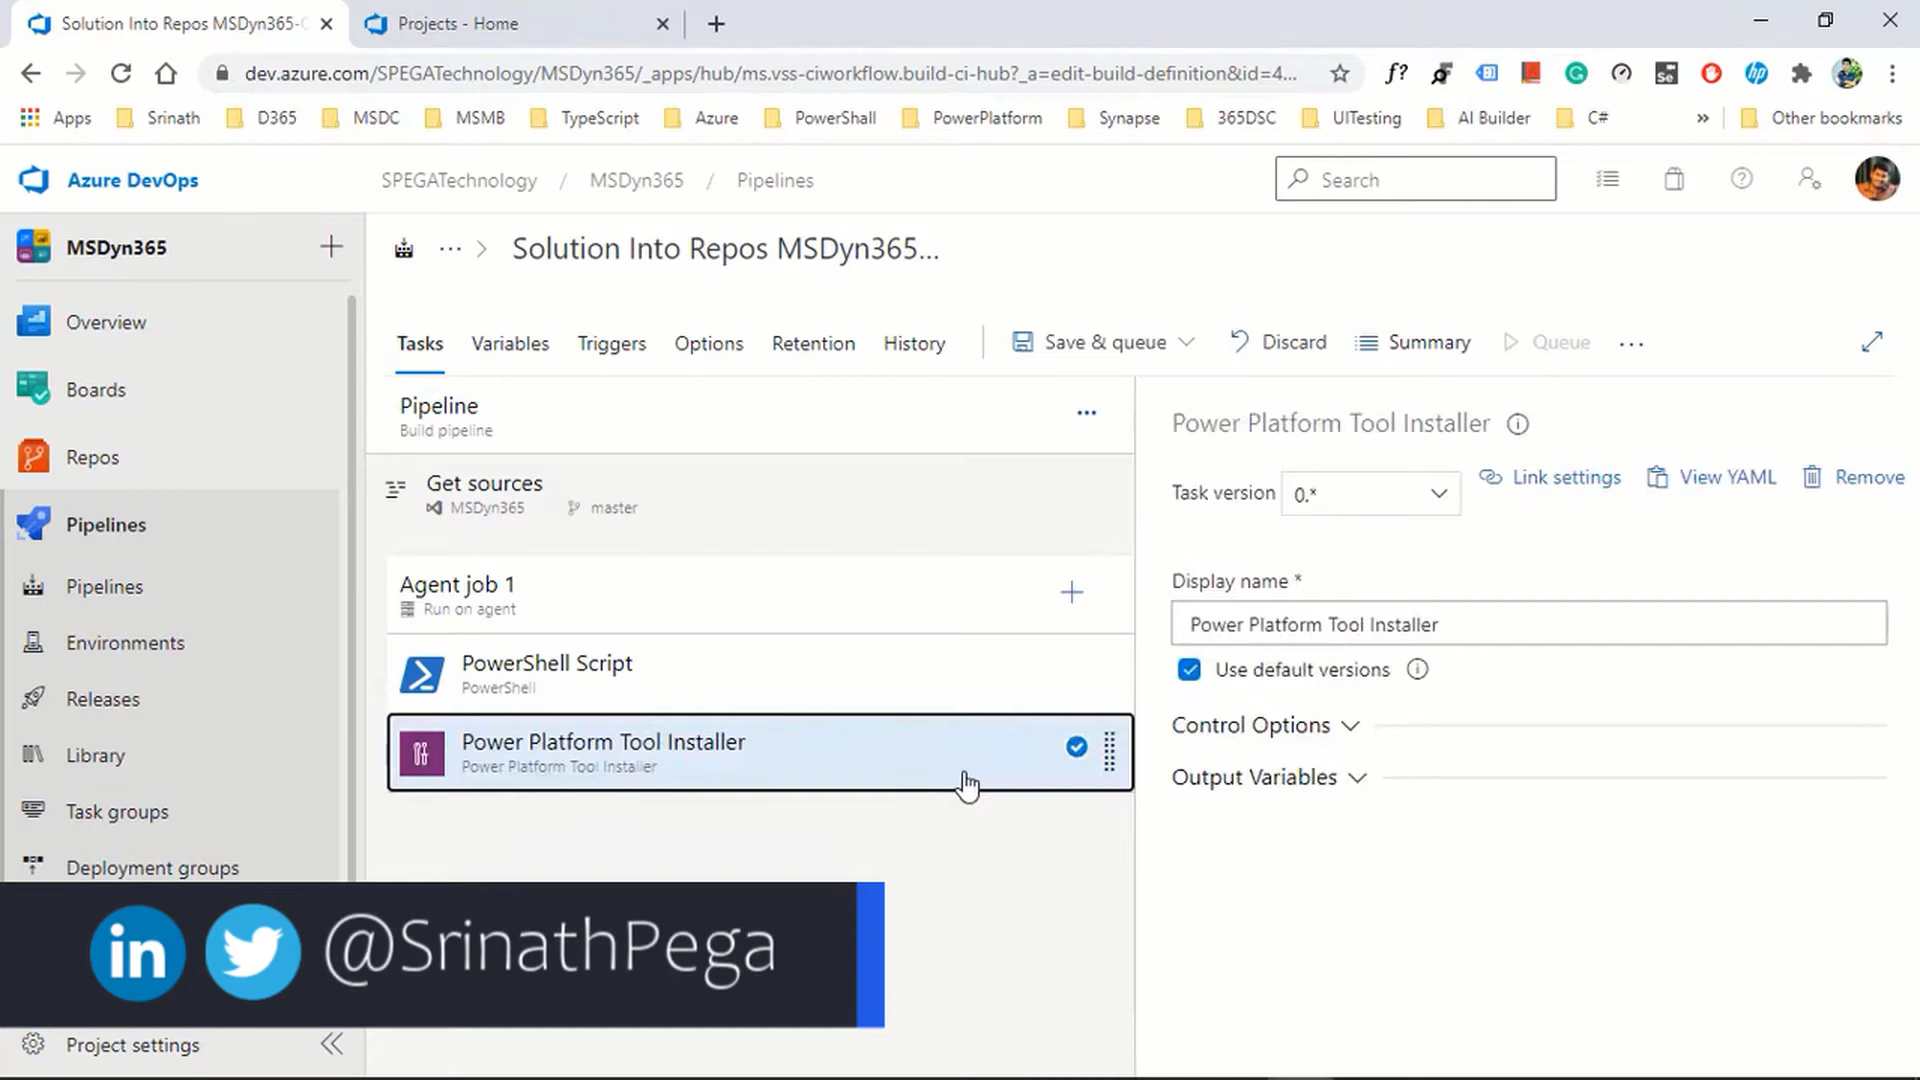 Solution Into Repos MSDyn365-C
Projects - Home
dev.azure.com/SPEGATechnology/MSDyn365/_apps/hub/ms.vss-ciworkflow.build-ci-hub?_a=edit-build-definition&id=4...
f?
Se
hp
Apps
Srinath
D365
MSDC
MSMB
TypeScript
Azure
PowerShall
PowerPlatform
Synapse
365DSC
UITesting
AI Builder
C#
»
Other bookmarks
Azure DevOps
SPEGATechnology / MSDyn365 / Pipelines
Search
MSDyn365
Overview
Boards
Repos
Pipelines
Pipelines
Environments
Releases
Library
Task groups
Deployment groups
Project settings
... > Solution Into Repos MSDyn365...
Tasks
Variables
Triggers
Options
Retention
History
Save & queue
Discard
Summary
Queue
...
Pipeline
Build pipeline
Get sources
MSDyn365
master
Agent job 1
Run on agent
PowerShell Script
PowerShell
Power Platform Tool Installer
Power Platform Tool Installer
Power Platform Tool Installer
Task version
0.*
Link settings
View YAML
Remove
Display name *
Power Platform Tool Installer
Use default versions
Control Options
Output Variables
in
@SrinathPega